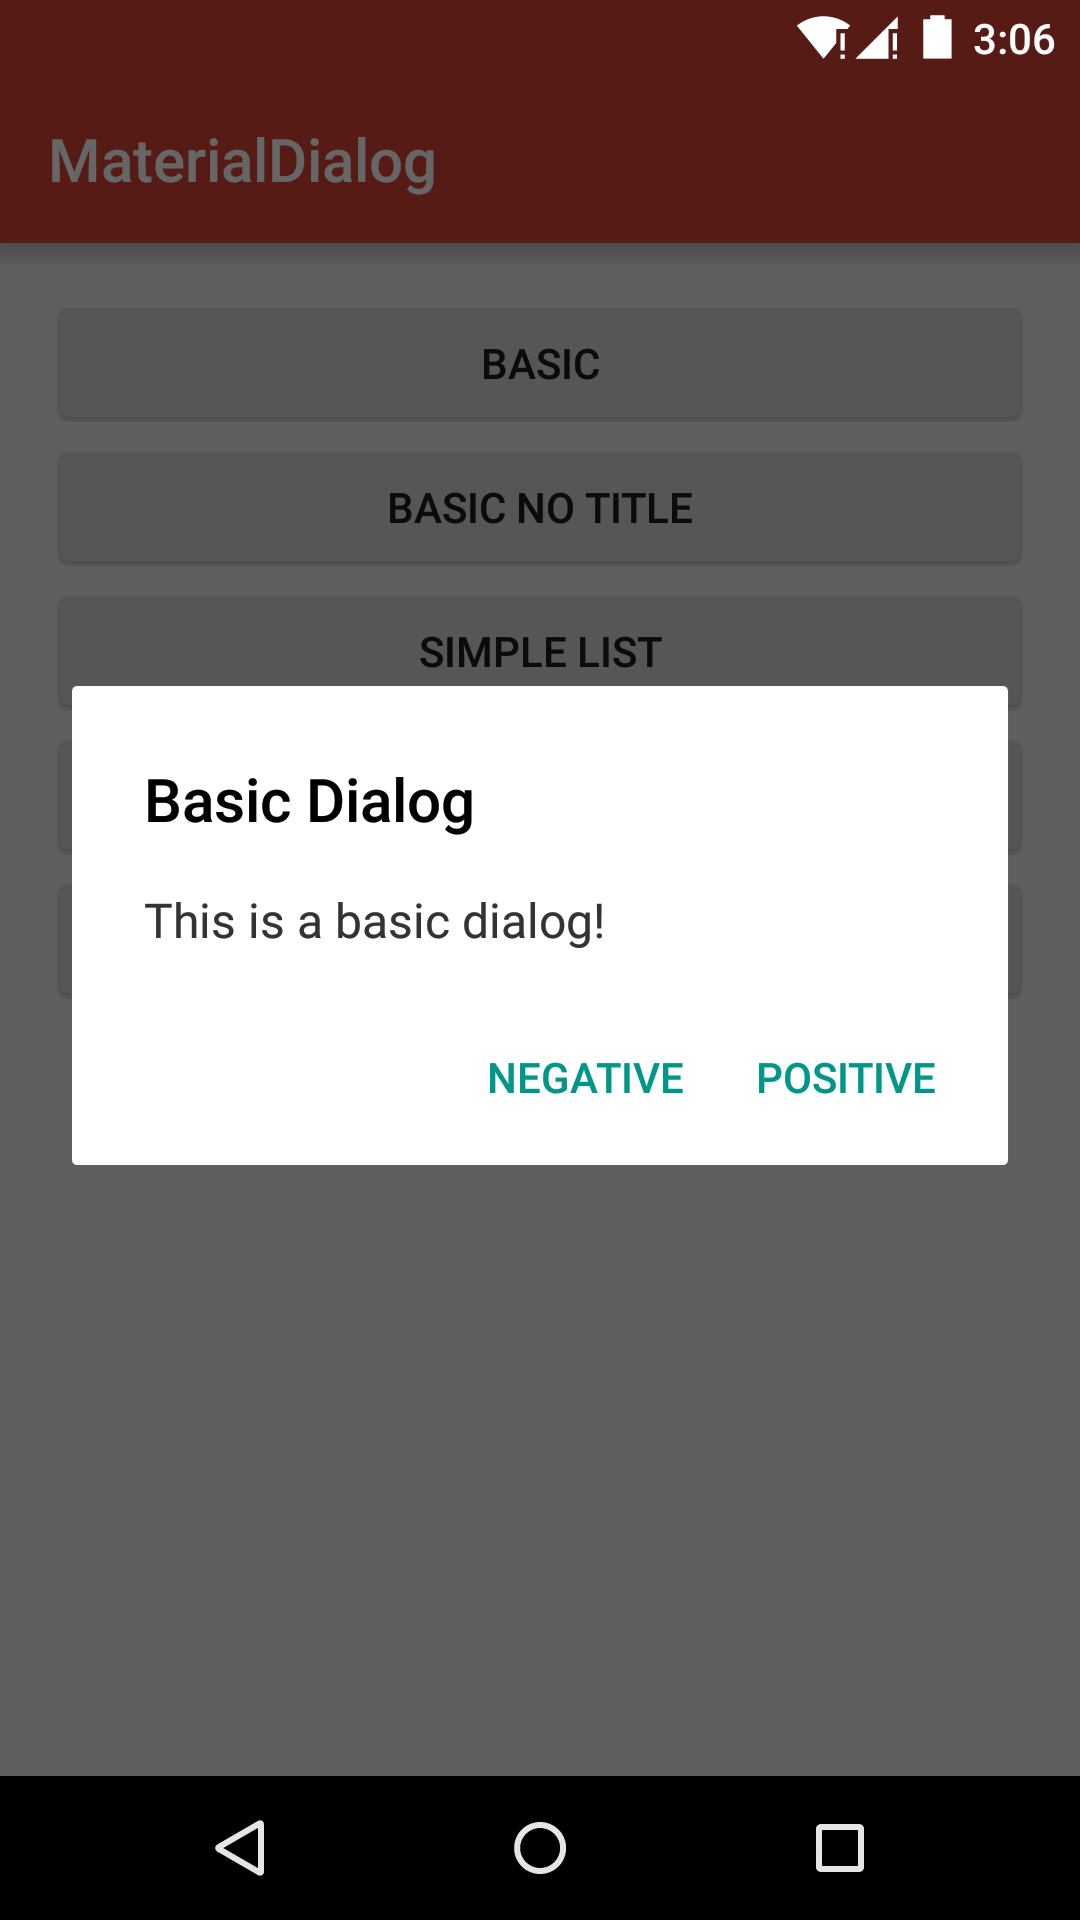 3:06
MaterialDialog
BASIC
BASIC NO TITLE
SIMPLE LIST
Basic Dialog
This is a basic dialog!
NEGATIVE POSITIVE